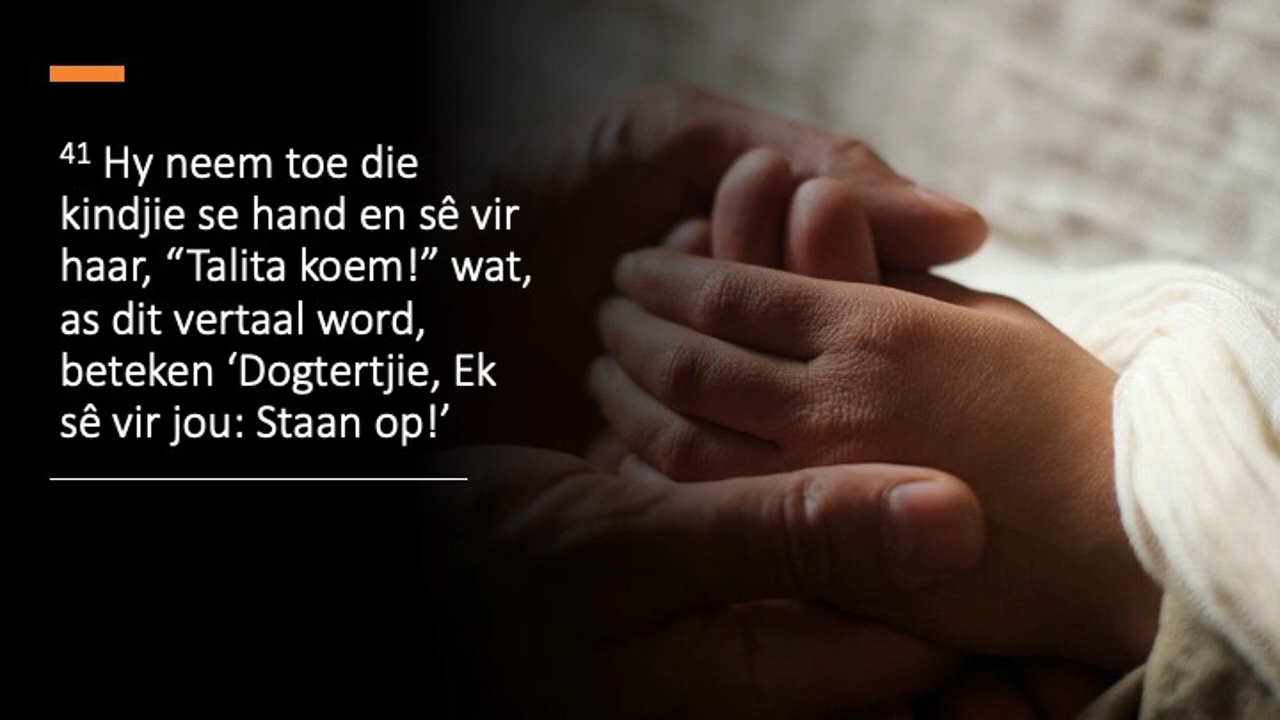 41 Hy neem toe die
kindjie se hand en sê vir
haar, “Talita koem!” wat,
as dit vertaal word,
beteken ‘Dogtertjie, Ek
sê vir jou: Staan op!’